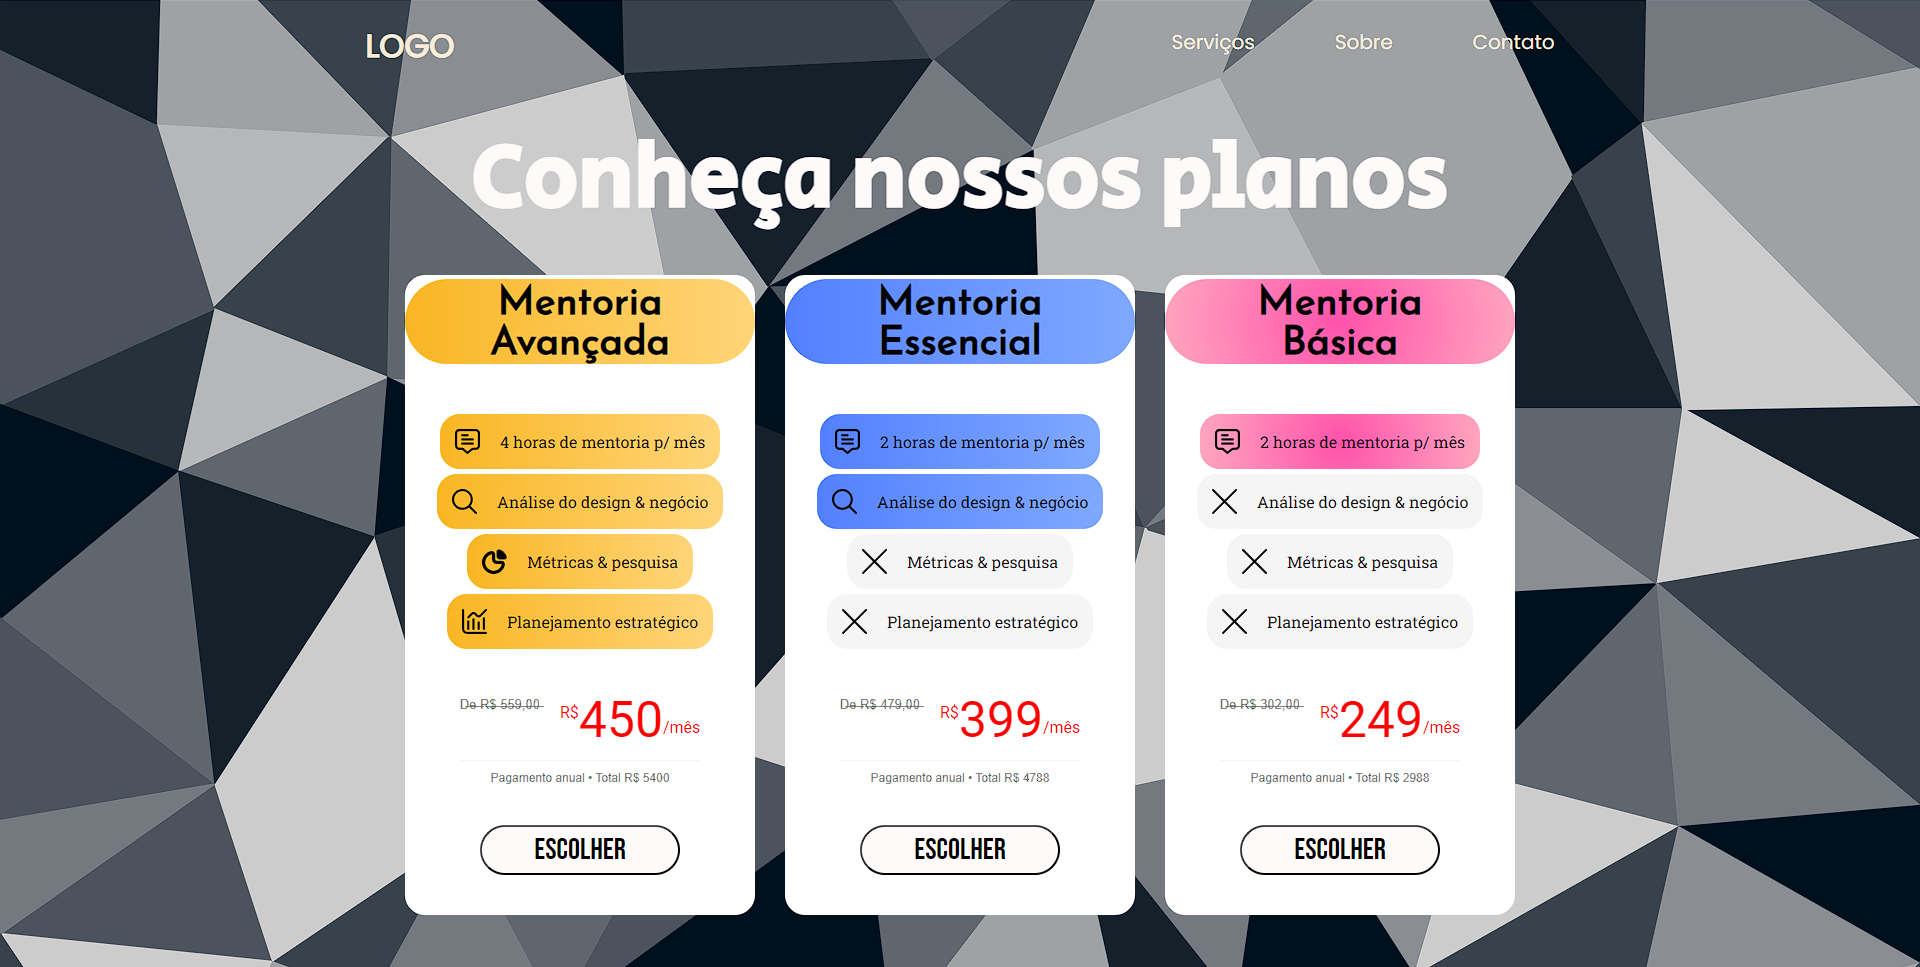 LOGO
Serviços
Sobre
Contato
Conheça nossos planos
Mentoria
Avançada
4 horas de mentoria p/ mês
Análise do design & negócio
Métricas & pesquisa
Planejamento estratégico
De R$ 559,00
R$450/mês
Pagamento anual • Total R$ 5400
ESCOLHER
Mentoria
Essencial
2 horas de mentoria p/ mês
Análise do design & negócio
Métricas & pesquisa
Planejamento estratégico
De R$ 479,00
R$399/mês
Pagamento anual • Total R$ 4788
ESCOLHER
Mentoria
Básica
2 horas de mentoria p/ mês
Análise do design & negócio
Métricas & pesquisa
Planejamento estratégico
De R$ 302,00
R$249/mês
Pagamento anual • Total R$ 2988
ESCOLHER